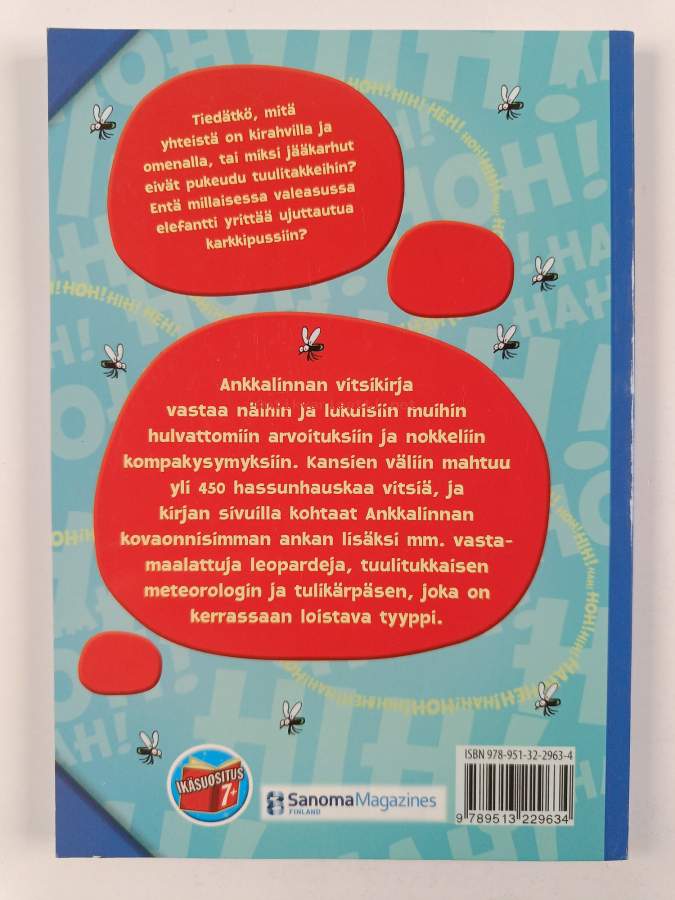 Tiedätkö, mitä
yhteistä on kirahvilla ja
omenalla, tai miksi jääkarhut
eivät pukeudu tuulitakkeihin?
Entä millaisessa valeasussa
elefantti yrittää ujuttautua
karkkipussiin?
Ankkalinnan vitsikirja
vastaa näihin ja lukuisiin muihin
hulvattomiin arvoituksiin ja nokkeliin
kompakysymyksiin. Kansien väliin mahtuu
yli 450 hassunhauskaa vitsiä, ja
kirjan sivuilla kohtaat Ankkalinnan
kovaonnisimman ankan lisäksi mm. vasta-
maalattuja leopardeja, tuulitukkaisen
meteorologin ja tulikärpäsen, joka on
kerrassaan loistava tyyppi.
IKÄSUOSITUS
7+
SanomaMagazines
FINLAND
ISBN 978-951-32-2963-4
9 789513 229634